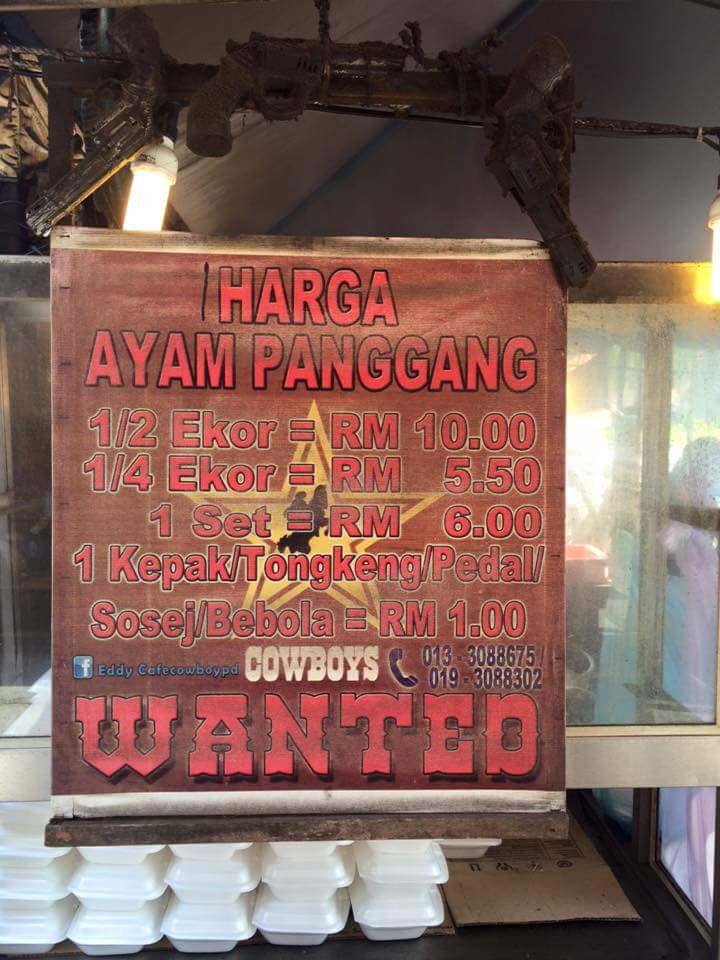 HARGA
AYAM PANGGANG
1/2 Ekor = RM 10.00
1/4 Ekor = RM 5.50
1 Set = RM 6.00
1 Kepak/Tongkeng/Pedal/
Sosej/Bebola = RM 1.00
f Eddy Cafecowboypd COWBOYS 013 - 3088675 /
019 - 3088302
WANTED